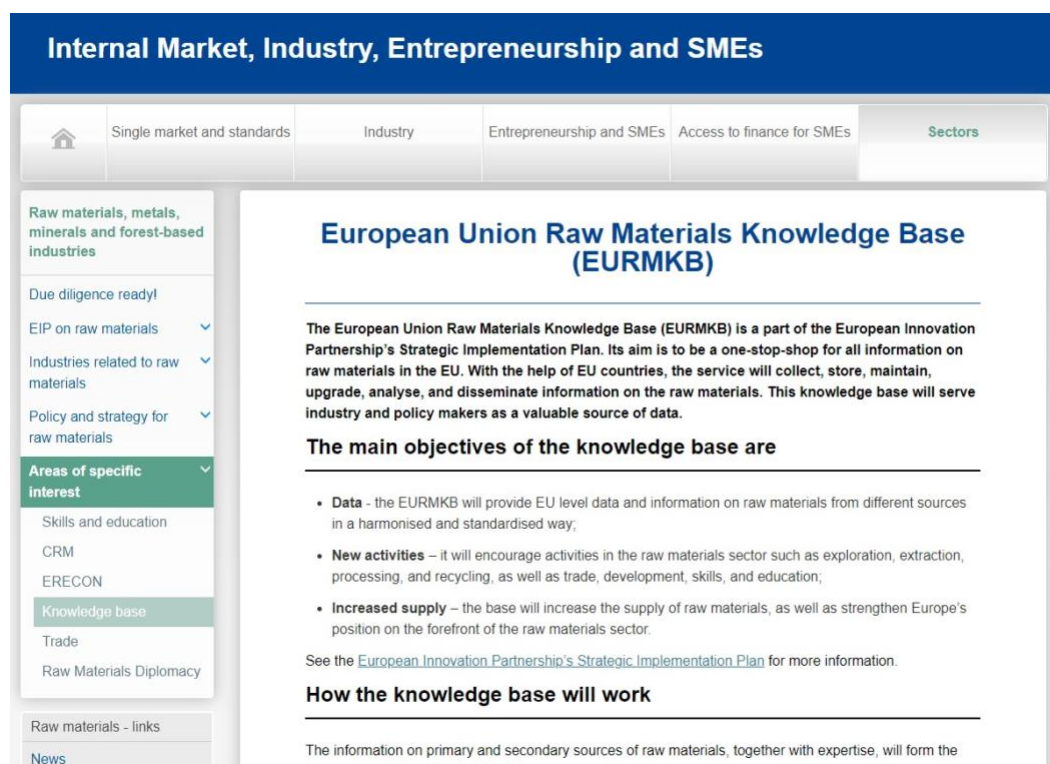 Internal Market, Industry, Entrepreneurship and SMEs
Single market and standards
Industry
Entrepreneurship and SMEs
Access to finance for SMEs
Sectors
Raw materials, metals,
minerals and forest-based
industries
Due diligence ready!
EIP on raw materials
Industries related to raw
materials
Policy and strategy for
raw materials
Areas of specific
interest
Skills and education
CRM
ERECON
Knowledge base
Trade
Raw Materials Diplomacy
Raw materials - links
News
European Union Raw Materials Knowledge Base
(EURMKB)
The European Union Raw Materials Knowledge Base (EURMKB) is a part of the European Innovation
Partnership's Strategic Implementation Plan. Its aim is to be a one-stop-shop for all information on
raw materials in the EU. With the help of EU countries, the service will collect, store, maintain,
upgrade, analyse, and disseminate information on the raw materials. This knowledge base will serve
industry and policy makers as a valuable source of data.
The main objectives of the knowledge base are
• Data - the EURMKB will provide EU level data and information on raw materials from different sources
in a harmonised and standardised way;
• New activities – it will encourage activities in the raw materials sector such as exploration, extraction,
processing, and recycling, as well as trade, development, skills, and education;
• Increased supply – the base will increase the supply of raw materials, as well as strengthen Europe's
position on the forefront of the raw materials sector.
See the European Innovation Partnership's Strategic Implementation Plan for more information.
How the knowledge base will work
The information on primary and secondary sources of raw materials, together with expertise, will form the